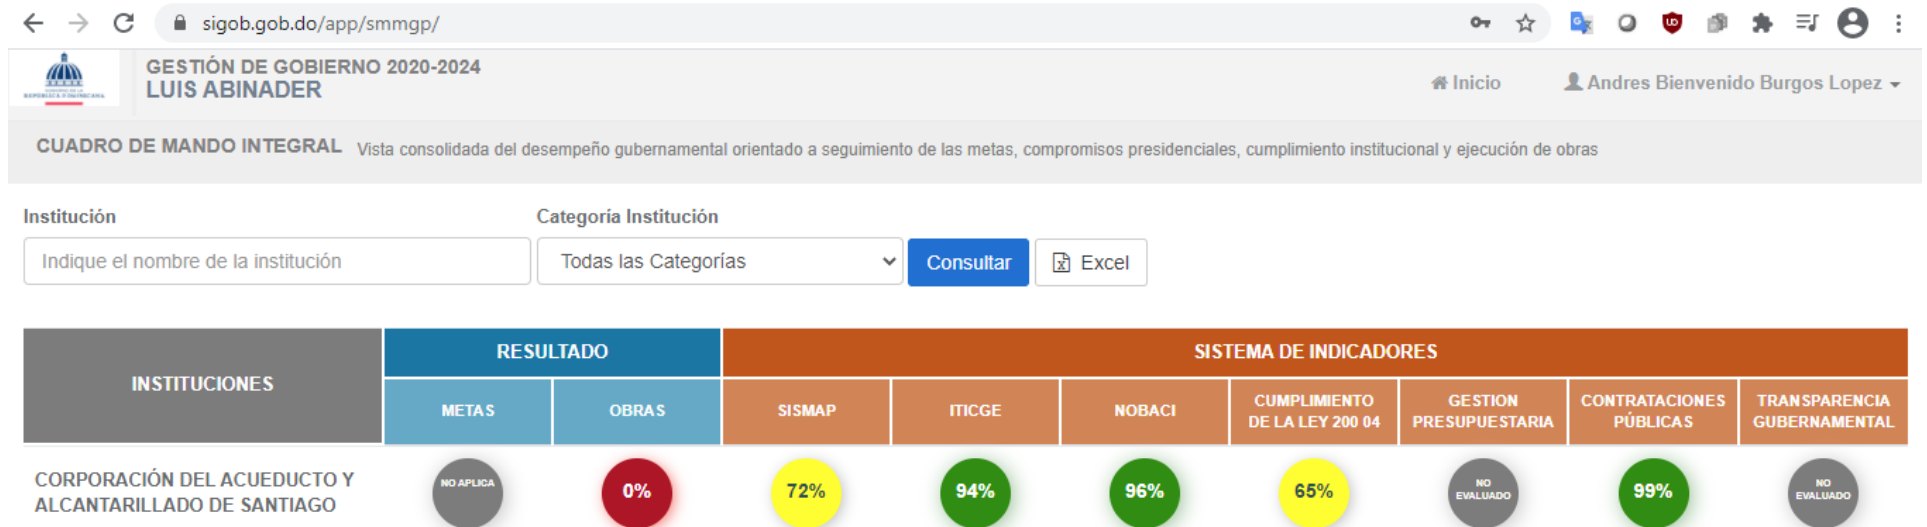 sigob.gob.do/app/smmgp/
GESTIÓN DE GOBIERNO 2020-2024
LUIS ABINADER
Inicio
Andres Bienvenido Burgos Lopez
CUADRO DE MANDO INTEGRAL Vista consolidada del desempeño gubernamental orientado a seguimiento de las metas, compromisos presidenciales, cumplimiento institucional y ejecución de obras
Institución
Categoría Institución
Indique el nombre de la institución
Todas las Categorías
Consultar
Excel
INSTITUCIONES
RESULTADO
SISTEMA DE INDICADORES
METAS
OBRAS
SISMAP
ITICGE
NOBACI
CUMPLIMIENTO
DE LA LEY 200 04
GESTION
PRESUPUESTARIA
CONTRATACIONES
PÚBLICAS
TRANSPARENCIA
GUBERNAMENTAL
CORPORACIÓN DEL ACUEDUCTO Y
ALCANTARILLADO DE SANTIAGO
NO APLICA
0%
72%
94%
96%
65%
NO
EVALUADO
99%
NO
EVALUADO